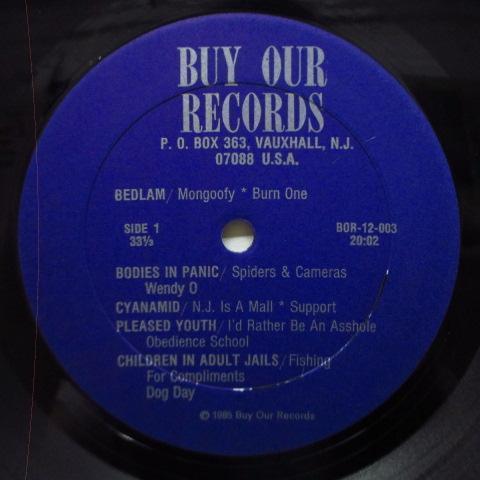 BUY OUR
RECORDS
P. O. BOX 363, VAUXHALL, N.J.
07088 U.S.A.
BEDLAM/ Mongoofy * Burn One
SIDE 1
33⅓
BOR-12-003
20:02
BODIES IN PANIC/ Spiders & Cameras
Wendy O
CYANAMID/ N.J. Is A Mall * Support
PLEASED YOUTH/ I'd Rather Be An Asshole
Obedience School
CHILDREN IN ADULT JAILS/ Fishing
For Compliments
Dog Day
© 1985 Buy Our Records